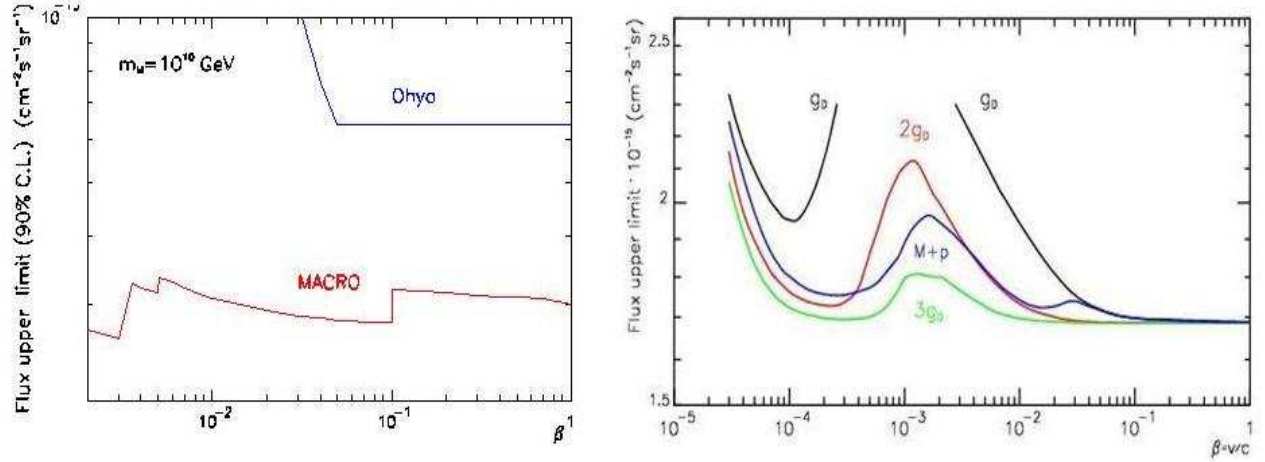 Flux upper limit (90% C.L.) (cm⁻²s⁻¹sr⁻¹)
m_M = 10¹⁰ GeV
Ohya
MACRO
10⁻²
10⁻¹
1
β
Flux upper limit · 10⁻¹⁵ (cm⁻²s⁻¹sr)
2.5
2
1.5
g_D
g_D
2g_D
M+p
3g_D
10⁻⁵
10⁻⁴
10⁻³
10⁻²
10⁻¹
1
β=v/c